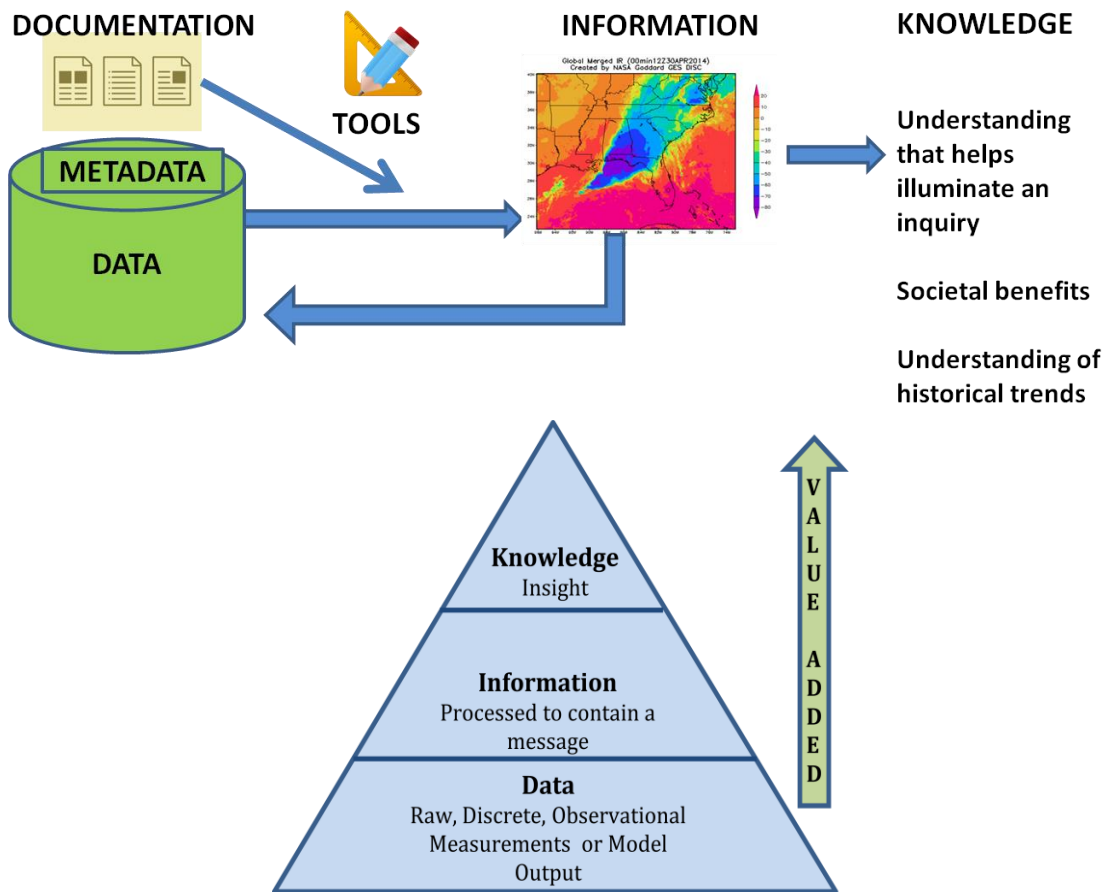 DOCUMENTATION
INFORMATION
KNOWLEDGE
TOOLS
METADATA
DATA
Global Merged IR (00min12Z30APR2014)
Created by NASA Goddard GES DISC
Understanding
that helps
illuminate an
inquiry
Societal benefits
Understanding of
historical trends
Knowledge
Insight
Information
Processed to contain a
message
Data
Raw, Discrete, Observational
Measurements or Model
Output
VALUE ADDED